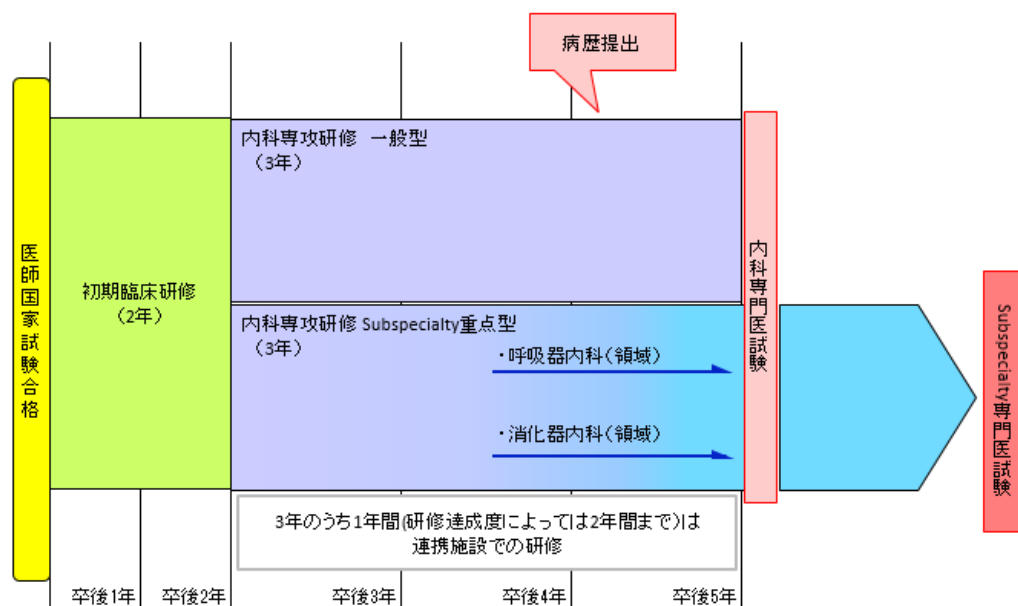 病歴提出
医師国家試験合格
初期臨床研修
（2年）
内科専攻研修　一般型
（3年）
内科専攻研修 Subspecialty重点型
（3年）
・呼吸器内科（領域）
・消化器内科（領域）
内科専門医試験
Subspecialty専門医試験
3年のうち1年間(研修達成度によっては2年間まで)は
連携施設での研修
卒後1年
卒後2年
卒後3年
卒後4年
卒後5年